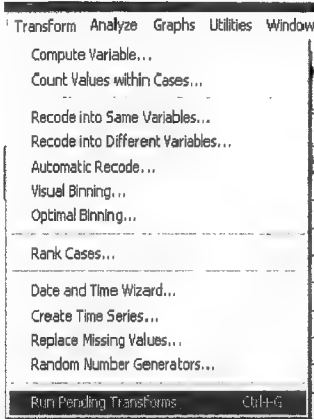 Transform Analyze Graphs Utilities Window
Compute Variable...
Count Values within Cases...
Recode into Same Variables...
Recode into Different Variables...
Automatic Recode...
Visual Binning...
Optimal Binning...
Rank Cases...
Date and Time Wizard...
Create Time Series...
Replace Missing Values...
Random Number Generators...
Run Pending Transforms Ctrl+G